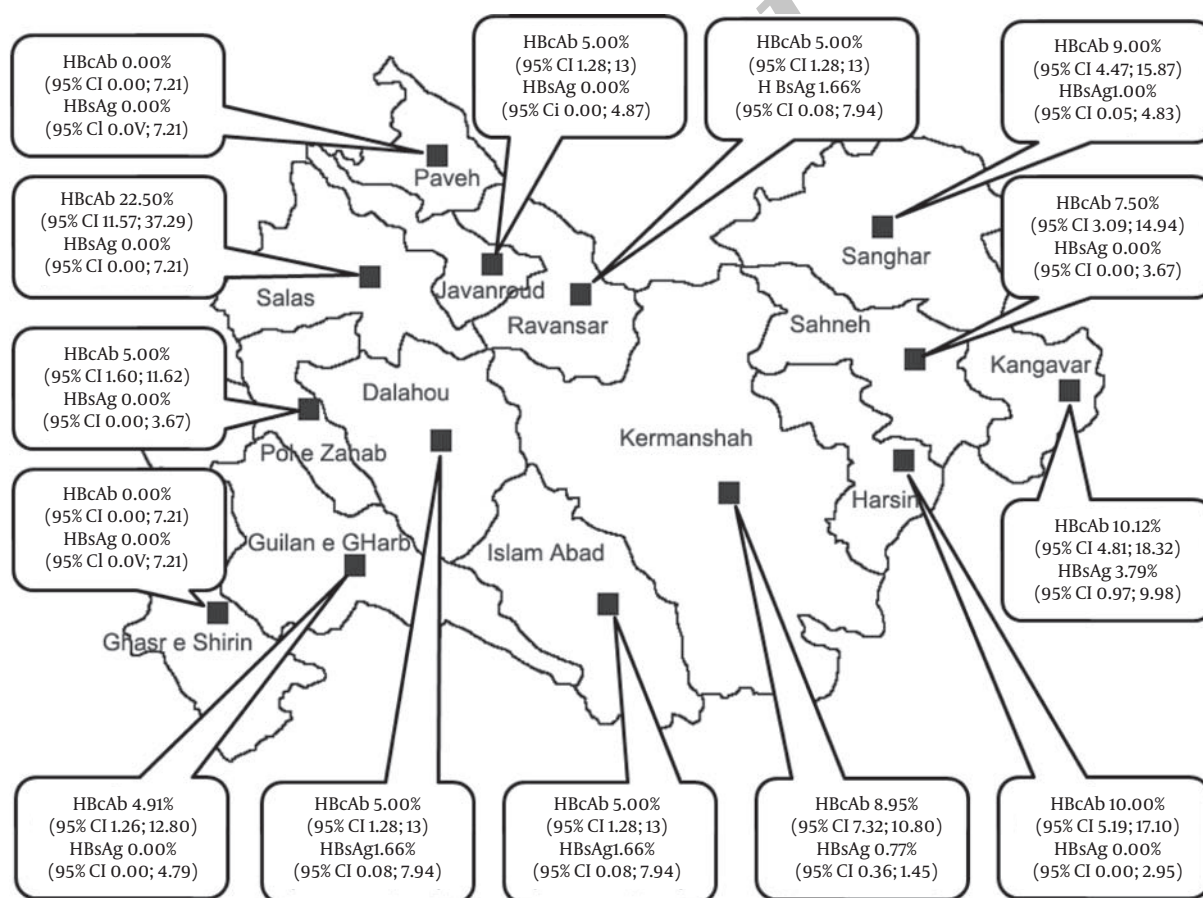 HBcAb 0.00%
(95% CI 0.00; 7.21)
HBsAg 0.00%
(95% Cl 0.0V; 7.21)
HBcAb 5.00%
(95% CI 1.28; 13)
HBsAg 0.00%
(95% Ci 0.00; 4.87)
HBcAb 5.00%
(95% CI 1.28; 13)
H BsAg 1.66%
(95% CI 0.08; 7.94)
HBcAb 9.00%
(95% CI 4.47; 15.87)
HBsAg1.00%
(95% CI 0.05; 4.83)
Paveh
HBcAb 22.50%
(95% CI 11.57; 37.29)
HBsAg 0.00%
(95% CI 0.00; 7.21)
HBcAb 7.50%
(95% CI 3.09; 14.94)
HBsAg 0.00%
(95% CI 0.00; 3.67)
Sanghar
Salas
Javanroud
Ravansar
Sahneh
Kangavar
HBcAb 5.00%
(95% CI 1.60; 11.62)
HBsAg 0.00%
(95% CI 0.00; 3.67)
Dalahou
Kermanshah
Pol e Zahab
Harsin
HBcAb 0.00%
(95% CI 0.00; 7.21)
HBsAg 0.00%
(95% Cl 0.0V; 7.21)
Guilan e GHarb
Islam Abad
HBcAb 10.12%
(95% CI 4.81; 18.32)
HBsAg 3.79%
(95% CI 0.97; 9.98)
Ghasr e Shirin
HBcAb 4.91%
(95% CI 1.26; 12.80)
HBsAg 0.00%
(95% CI 0.00; 4.79)
HBcAb 5.00%
(95% CI 1.28; 13)
HBsAg1.66%
(95% CI 0.08; 7.94)
HBcAb 5.00%
(95% CI 1.28; 13)
HBsAg1.66%
(95% CI 0.08; 7.94)
HBcAb 8.95%
(95% CI 7.32; 10.80)
HBsAg 0.77%
(95% CI 0.36; 1.45)
HBcAb 10.00%
(95% CI 5.19; 17.10)
HBsAg 0.00%
(95% CI 0.00; 2.95)